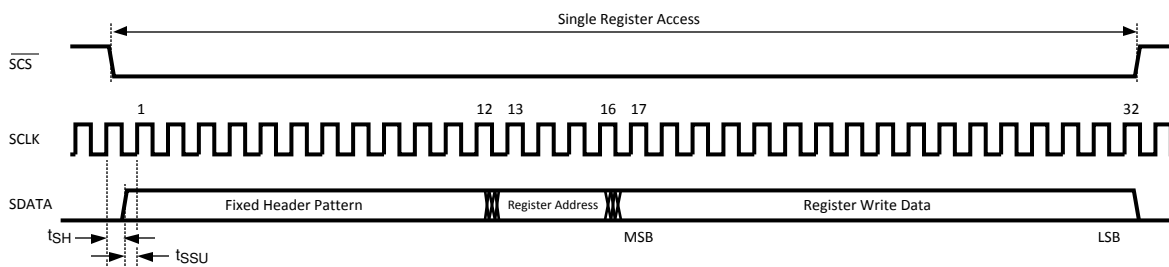 Single Register Access
SCS
1 12 13 16 17 32
SCLK
SDATA Fixed Header Pattern Register Address Register Write Data
tSH MSB LSB
tSSU